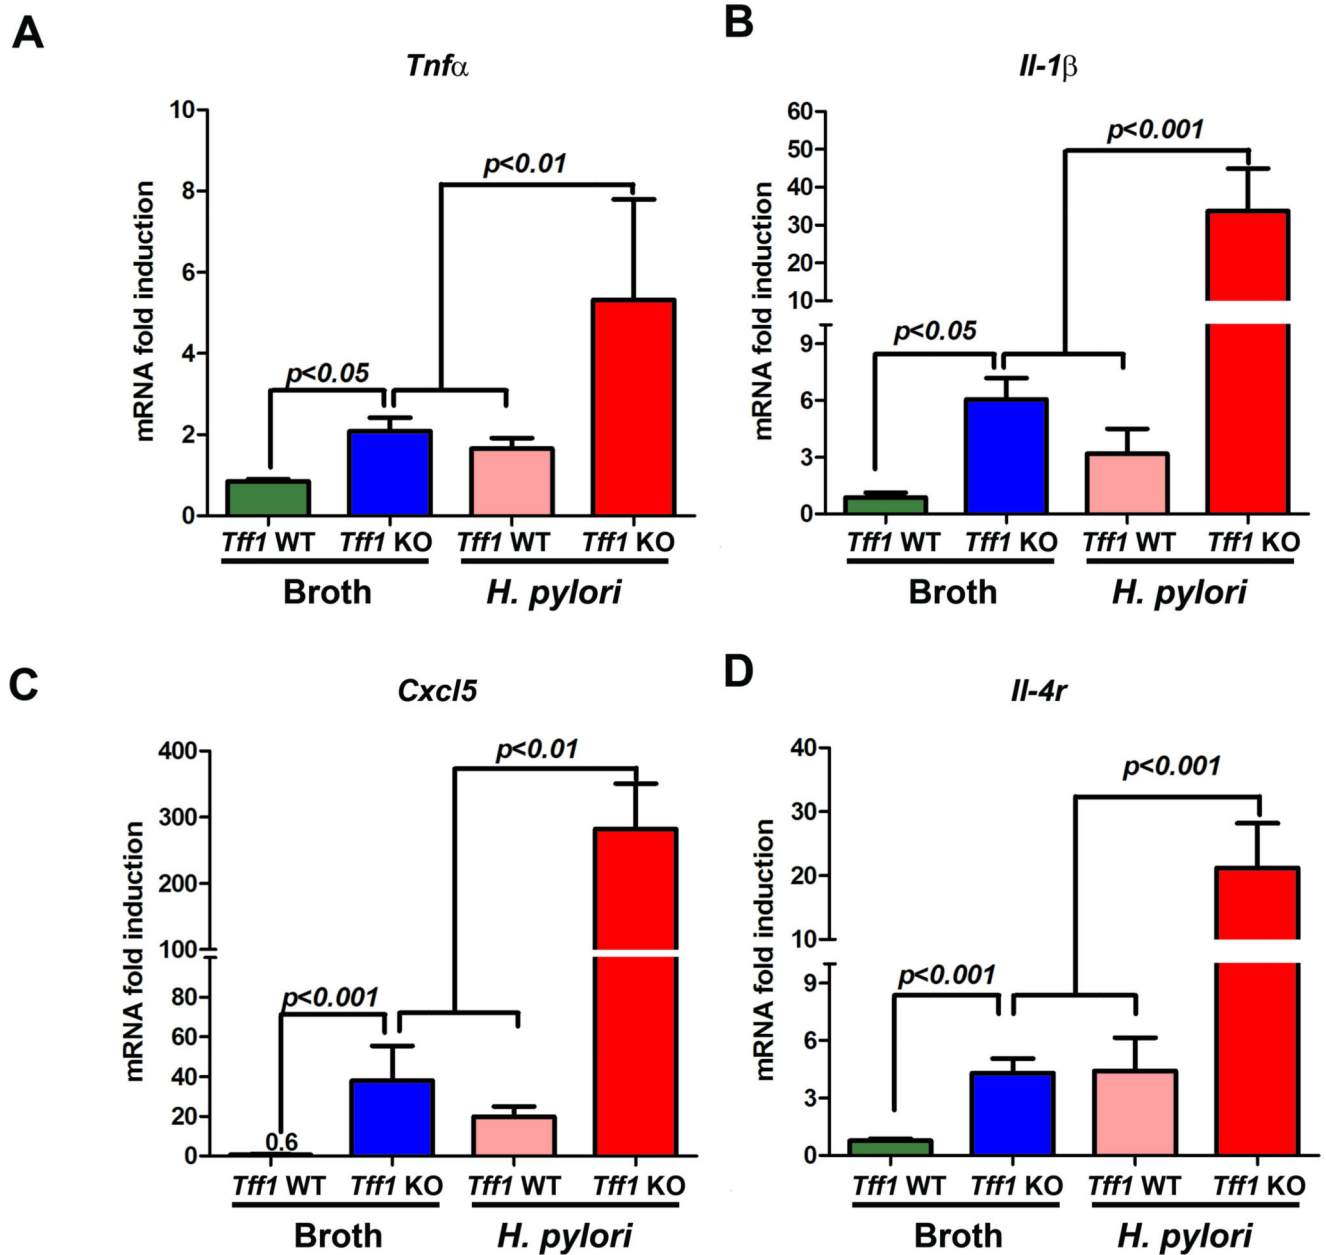 A
Tnfα
mRNA fold induction
10
8
6
4
2
0
p<0.05
p<0.01
Tff1 WT Tff1 KO Tff1 WT Tff1 KO
Broth H. pylori
B
Il-1β
mRNA fold induction
60
50
40
30
20
10
9
6
3
0
p<0.05
p<0.001
Tff1 WT Tff1 KO Tff1 WT Tff1 KO
Broth H. pylori
C
Cxcl5
mRNA fold induction
400
300
200
100
80
60
40
20
0
p<0.001
p<0.01
0.6
Tff1 WT Tff1 KO Tff1 WT Tff1 KO
Broth H. pylori
D
Il-4r
mRNA fold induction
40
30
20
10
9
6
3
0
p<0.001
p<0.001
Tff1 WT Tff1 KO Tff1 WT Tff1 KO
Broth H. pylori